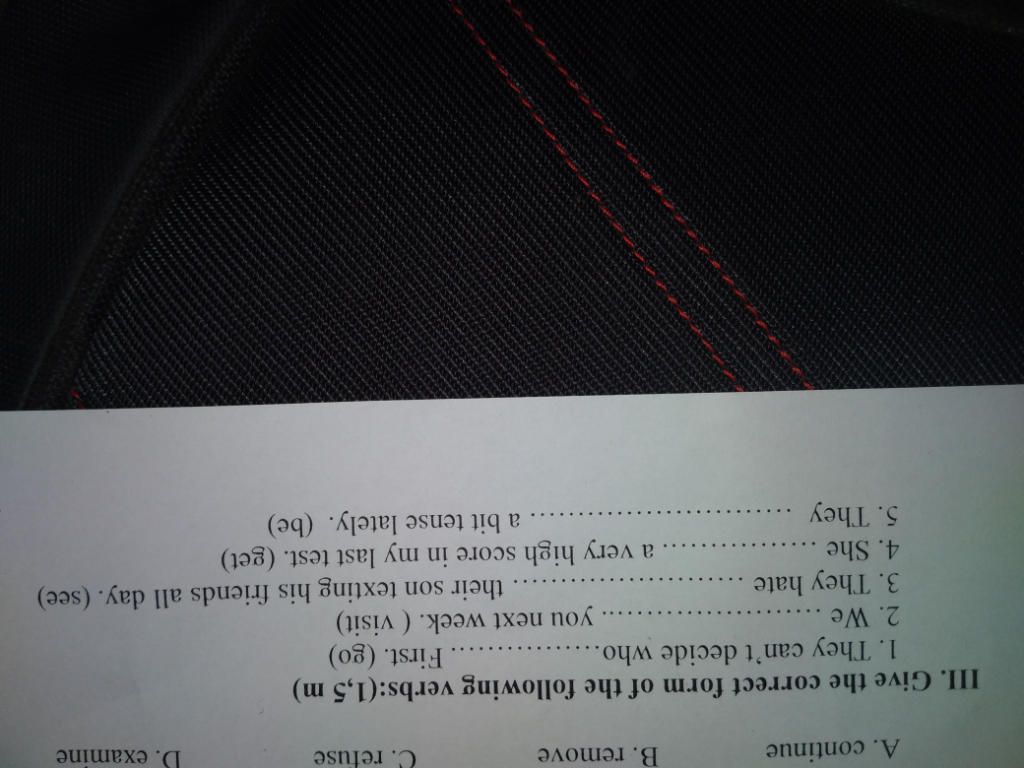 A. continue B. remove C. refuse D. examine
III. Give the correct form of the following verbs:(1,5 m)
1. They can't decide who................. First. (go)
2. We ........................ you next week. ( visit)
3. They hate ......................... their son texting his friends all day. (see)
4. She ................. a very high score in my last test. (get)
5. They ............................ a bit tense lately. (be)